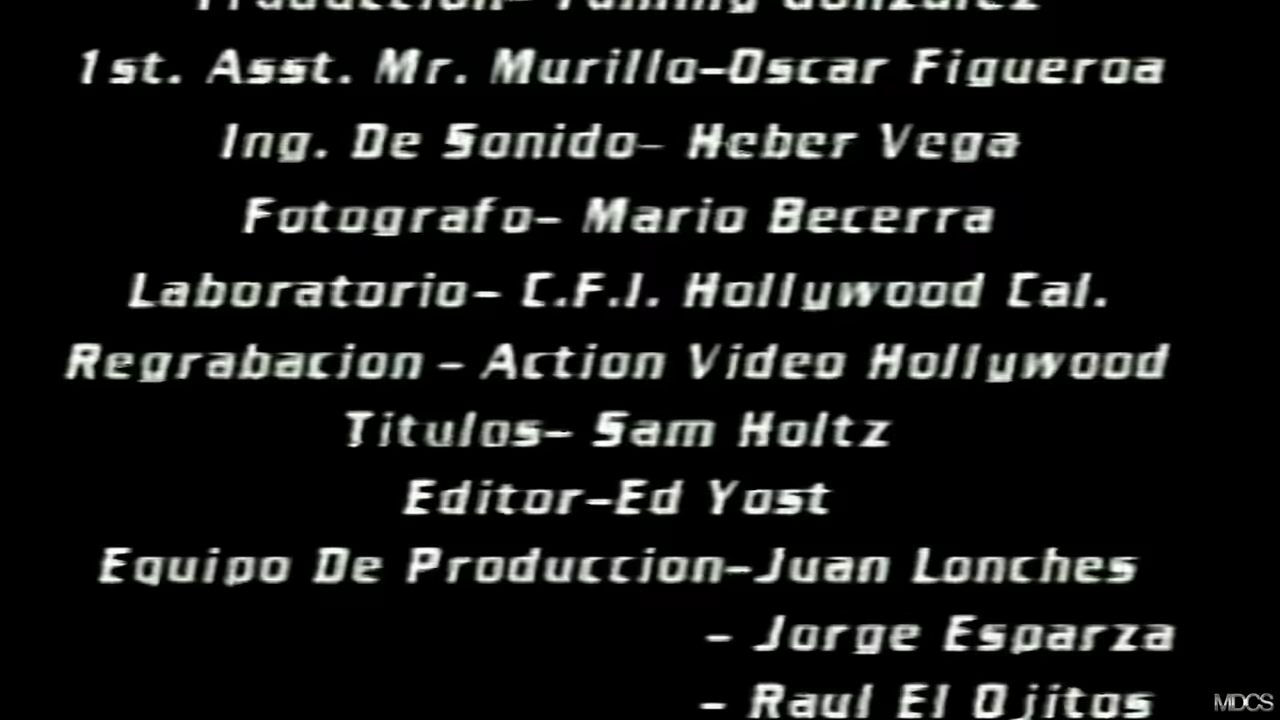 1st. Asst. Mr. Murillo-Oscar Figueroa
Ing. De Sonido- Heber Vega
Fotografo- Mario Becerra
Laboratorio- C.F.I. Hollywood Cal.
Regrabacion - Action Video Hollywood
Titulos- Sam Holtz
Editor-Ed Yost
Equipo De Produccion-Juan Lonches
- Jorge Esparza
- Raul El Ojitos
MDCS